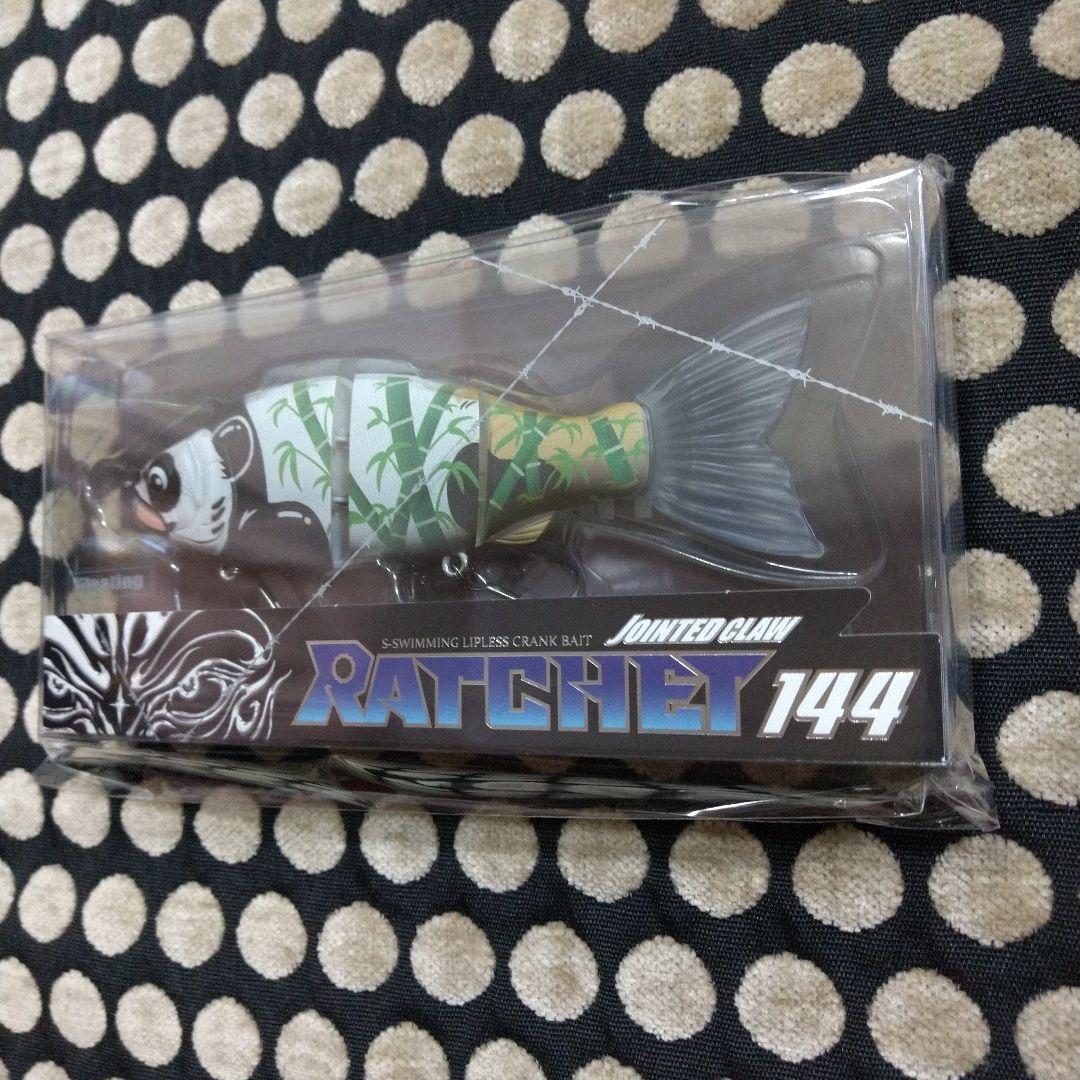 Floating
S-SWIMMING LIPLESS CRANK BAIT
JOINTED CLAW
RATCHET 144